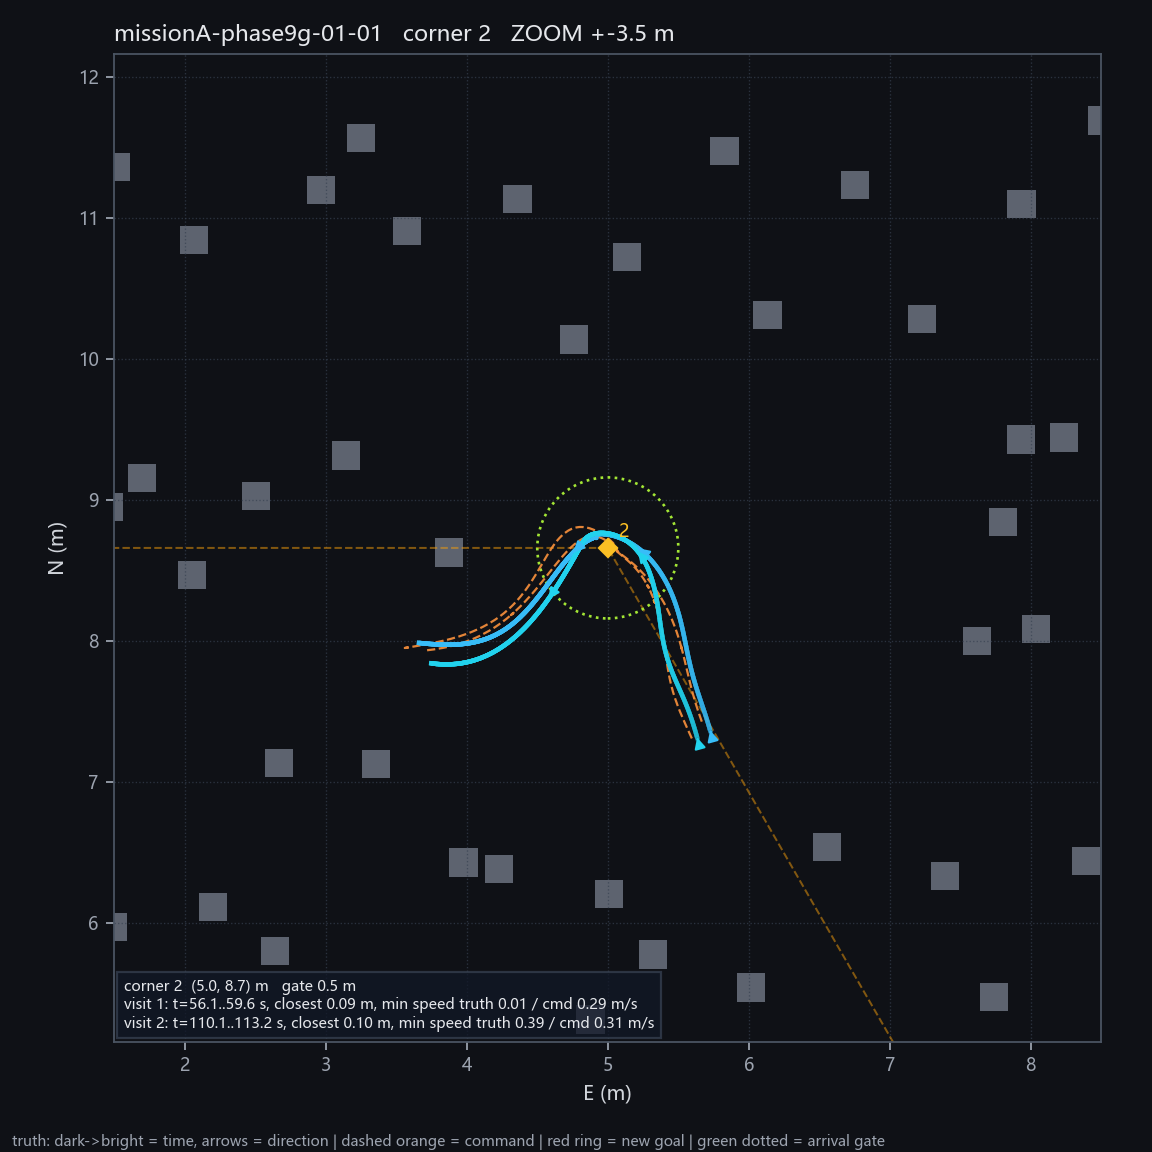 missionA-phase9g-01-01 corner 2 ZOOM +-3.5 m
12
11
10
9
8
7
6
N (m)
2
corner 2 (5.0, 8.7) m gate 0.5 m
visit 1: t=56.1..59.6 s, closest 0.09 m, min speed truth 0.01 / cmd 0.29 m/s
visit 2: t=110.1..113.2 s, closest 0.10 m, min speed truth 0.39 / cmd 0.31 m/s
2 3 4 5 6 7 8
E (m)
truth: dark->bright = time, arrows = direction | dashed orange = command | red ring = new goal | green dotted = arrival gate